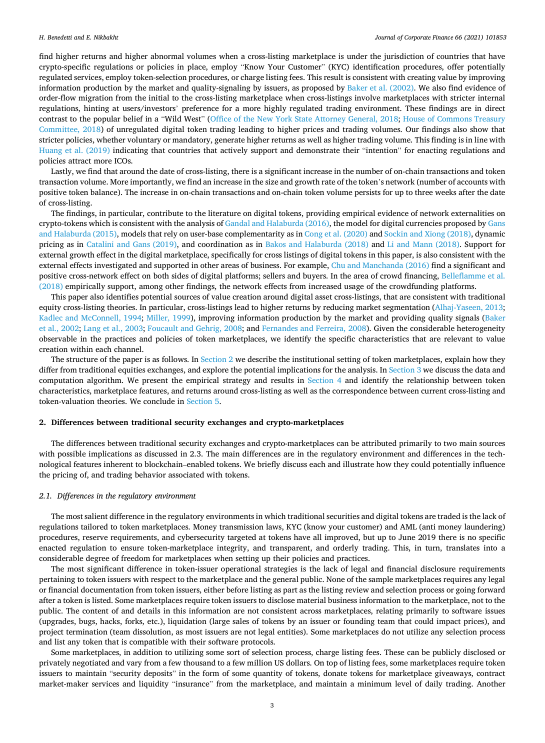 H. Benedetti and E. Nikbakht
Journal of Corporate Finance 66 (2021) 101853
find higher returns and higher abnormal volumes when a cross-listing marketplace is under the jurisdiction of countries that have
crypto-specific regulations or policies in place, employ “Know Your Customer” (KYC) identification procedures, offer potentially
regulated services, employ token-selection procedures, or charge listing fees. This result is consistent with creating value by improving
information production by the market and quality-signaling by issuers, as proposed by Baker et al. (2002). We also find evidence of
order-flow migration from the initial to the cross-listing marketplace when cross-listings involve marketplaces with stricter internal
regulations, hinting at users/investors' preference for a more highly regulated trading environment. These findings are in direct
contrast to the popular belief in a “Wild West” (Office of the New York State Attorney General, 2018; House of Commons Treasury
Committee, 2018) of unregulated digital token trading leading to higher prices and trading volumes. Our findings also show that
stricter policies, whether voluntary or mandatory, generate higher returns as well as higher trading volume. This finding is in line with
Huang et al. (2019) indicating that countries that actively support and demonstrate their “intention” for enacting regulations and
policies attract more ICOs.
Lastly, we find that around the date of cross-listing, there is a significant increase in the number of on-chain transactions and token
transaction volume. More importantly, we find an increase in the size and growth rate of the token's network (number of accounts with
positive token balance). The increase in on-chain transactions and on-chain token volume persists for up to three weeks after the date
of cross-listing.
The findings, in particular, contribute to the literature on digital tokens, providing empirical evidence of network externalities on
crypto-tokens which is consistent with the analysis of Gandal and Halaburda (2016), the model for digital currencies proposed by Gans
and Halaburda (2015), models that rely on user-base complementarity as in Cong et al. (2020) and Sockin and Xiong (2018), dynamic
pricing as in Catalini and Gans (2019), and coordination as in Bakos and Halaburda (2018) and Li and Mann (2018). Support for
external growth effect in the digital marketplace, specifically for cross listings of digital tokens in this paper, is also consistent with the
external effects investigated and supported in other areas of business. For example, Chu and Manchanda (2016) find a significant and
positive cross-network effect on both sides of digital platforms; sellers and buyers. In the area of crowd financing, Belleflamme et al.
(2018) empirically support, among other findings, the network effects from increased usage of the crowdfunding platforms.
This paper also identifies potential sources of value creation around digital asset cross-listings, that are consistent with traditional
equity cross-listing theories. In particular, cross-listings lead to higher returns by reducing market segmentation (Alhaj-Yaseen, 2013;
Kadlec and McConnell, 1994; Miller, 1999), improving information production by the market and providing quality signals (Baker
et al., 2002; Lang et al., 2003; Foucault and Gehrig, 2008; and Fernandes and Ferreira, 2008). Given the considerable heterogeneity
observable in the practices and policies of token marketplaces, we identify the specific characteristics that are relevant to value
creation within each channel.
The structure of the paper is as follows. In Section 2 we describe the institutional setting of token marketplaces, explain how they
differ from traditional equities exchanges, and explore the potential implications for the analysis. In Section 3 we discuss the data and
computation algorithm. We present the empirical strategy and results in Section 4 and identify the relationship between token
characteristics, marketplace features, and returns around cross-listing as well as the correspondence between current cross-listing and
token-valuation theories. We conclude in Section 5.
2. Differences between traditional security exchanges and crypto-marketplaces
The differences between traditional security exchanges and crypto-marketplaces can be attributed primarily to two main sources
with possible implications as discussed in 2.3. The main differences are in the regulatory environment and differences in the tech-
nological features inherent to blockchain–enabled tokens. We briefly discuss each and illustrate how they could potentially influence
the pricing of, and trading behavior associated with tokens.
2.1. Differences in the regulatory environment
The most salient difference in the regulatory environments in which traditional securities and digital tokens are traded is the lack of
regulations tailored to token marketplaces. Money transmission laws, KYC (know your customer) and AML (anti money laundering)
procedures, reserve requirements, and cybersecurity targeted at tokens have all improved, but up to June 2019 there is no specific
enacted regulation to ensure token-marketplace integrity, and transparent, and orderly trading. This, in turn, translates into a
considerable degree of freedom for marketplaces when setting up their policies and practices.
The most significant difference in token-issuer operational strategies is the lack of legal and financial disclosure requirements
pertaining to token issuers with respect to the marketplace and the general public. None of the sample marketplaces requires any legal
or financial documentation from token issuers, either before listing as part the listing review and selection process or going forward
after a token is listed. Some marketplaces require token issuers to disclose material business information to the marketplace, not to the
public. The content of and details in this information are not consistent across marketplaces, relating primarily to software issues
(upgrades, bugs, hacks, forks, etc.), liquidation (large sales of tokens by an issuer or founding team that could impact prices), and
project termination (team dissolution, as most issuers are not legal entities). Some marketplaces do not utilize any selection process
and list any token that is compatible with their software protocols.
Some marketplaces, in addition to utilizing some sort of selection process, charge listing fees. These can be publicly disclosed or
privately negotiated and vary from a few thousand to a few million US dollars. On top of listing fees, some marketplaces require token
issuers to maintain “security deposits” in the form of some quantity of tokens, donate tokens for marketplace giveaways, contract
market-maker services and liquidity “insurance” from the marketplace, and maintain a minimum level of daily trading. Another
3